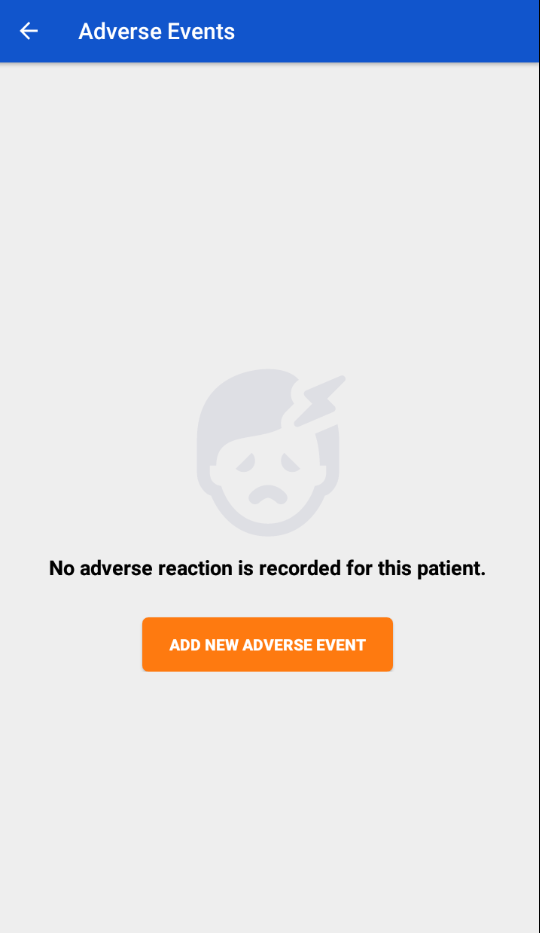 Adverse Events
No adverse reaction is recorded for this patient.
ADD NEW ADVERSE EVENT